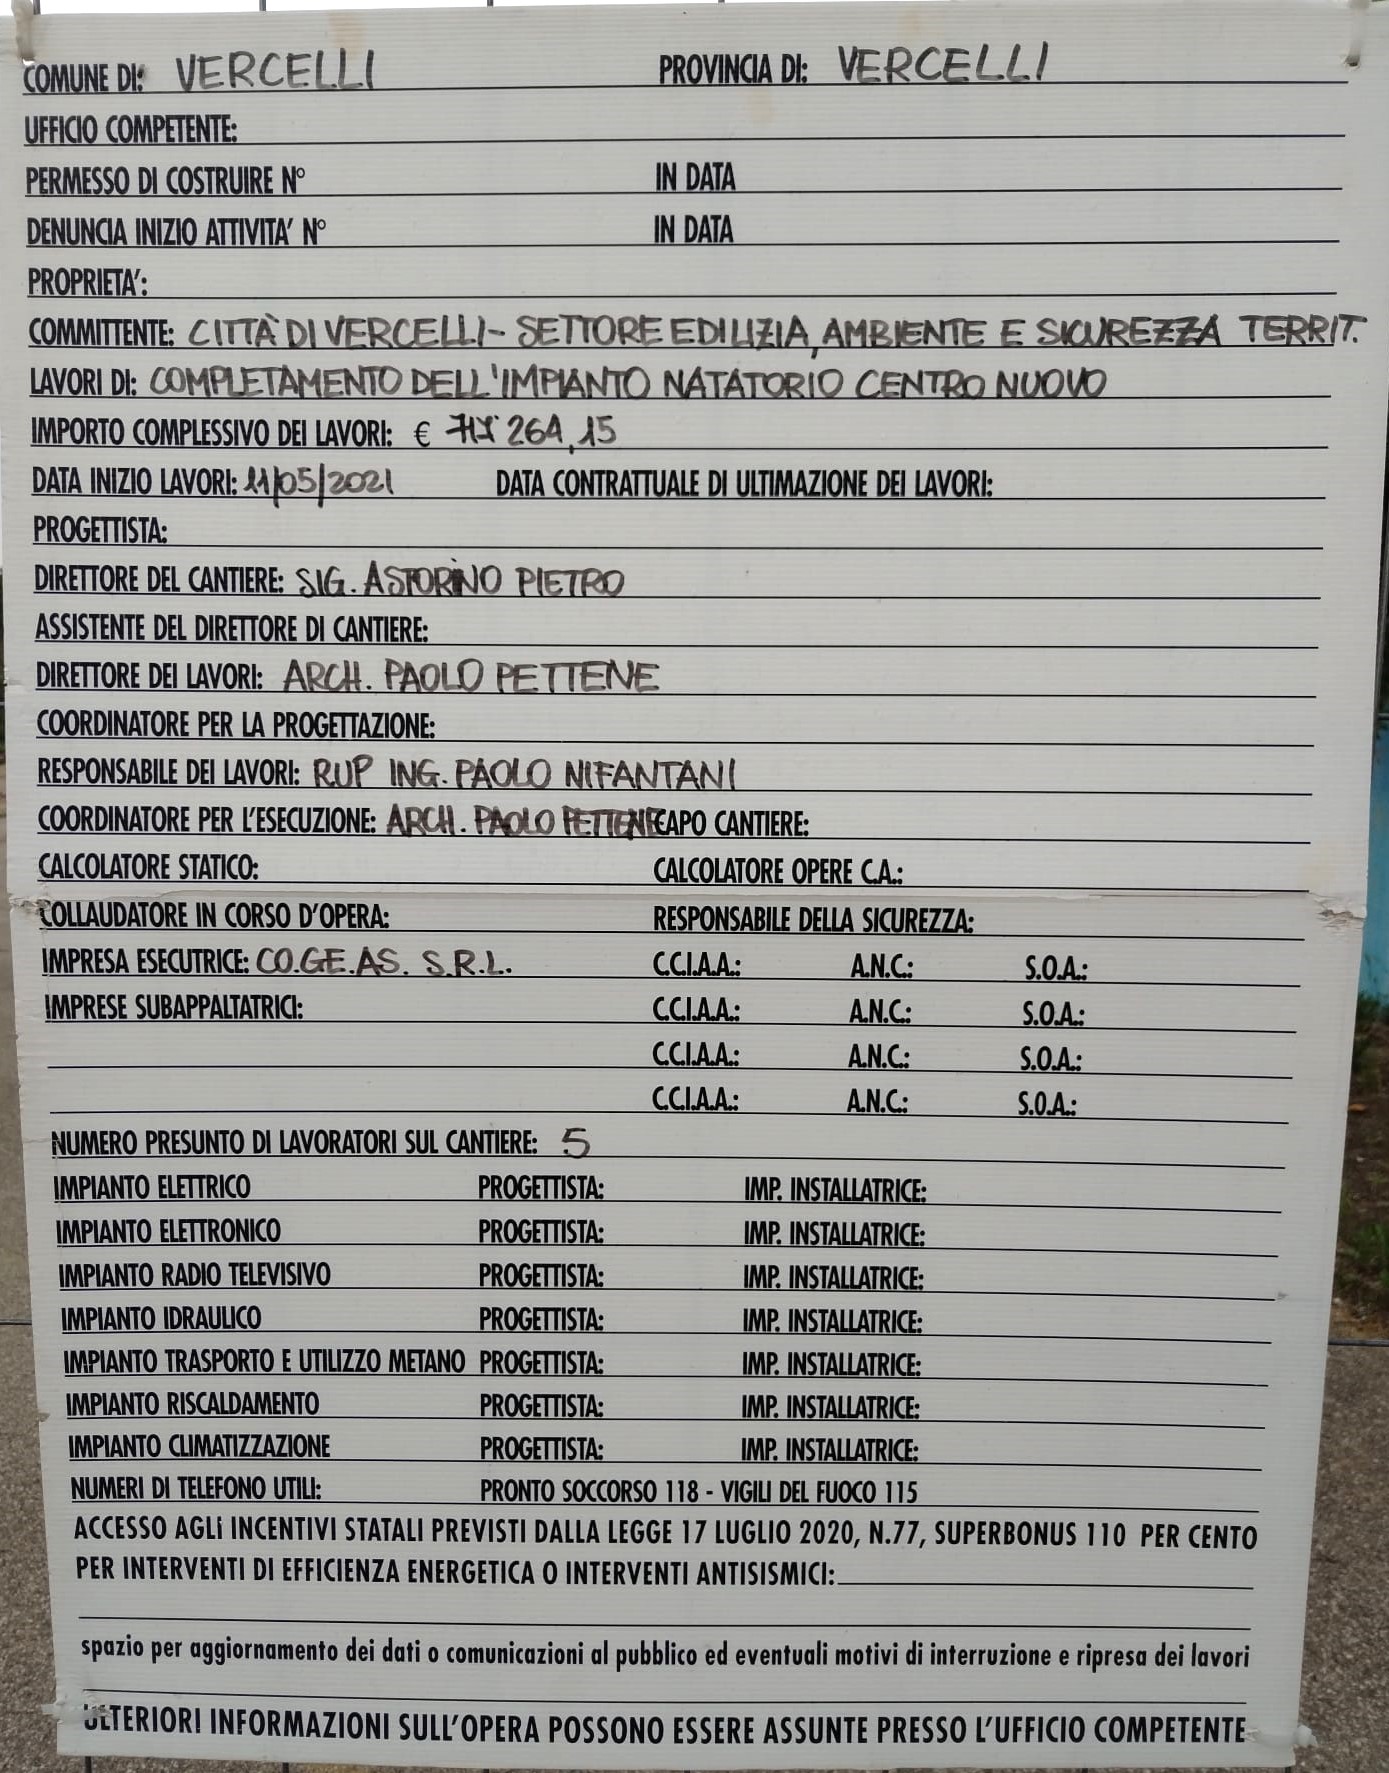 COMUNE DI: VERCELLI PROVINCIA DI: VERCELLI
UFFICIO COMPETENTE:
PERMESSO DI COSTRUIRE N° IN DATA
DENUNCIA INIZIO ATTIVITA' N° IN DATA
PROPRIETA':
COMMITTENTE: CITTÀ DI VERCELLI - SETTORE EDILIZIA, AMBIENTE E SICUREZZA TERRIT.
LAVORI DI: COMPLETAMENTO DELL'IMPIANTO NATATORIO CENTRO NUOVO
IMPORTO COMPLESSIVO DEI LAVORI: € 264,15
DATA INIZIO LAVORI: 11/05/2021 DATA CONTRATTUALE DI ULTIMAZIONE DEI LAVORI:
PROGETTISTA:
DIRETTORE DEL CANTIERE: SIG. ASTORINO PIETRO
ASSISTENTE DEL DIRETTORE DI CANTIERE:
DIRETTORE DEI LAVORI: ARCH. PAOLO PETTENE
COORDINATORE PER LA PROGETTAZIONE:
RESPONSABILE DEI LAVORI: RUP ING. PAOLO NIFANTANI
COORDINATORE PER L'ESECUZIONE: ARCH. PAOLO PETTENE CAPO CANTIERE:
CALCOLATORE STATICO: CALCOLATORE OPERE C.A.:
COLLAUDATORE IN CORSO D'OPERA: RESPONSABILE DELLA SICUREZZA:
IMPRESA ESECUTRICE: CO.GE.AS. S.R.L. C.C.I.A.A.: A.N.C.: S.O.A.:
IMPRESE SUBAPPALTATRICI: C.C.I.A.A.: A.N.C.: S.O.A.:
C.C.I.A.A.: A.N.C.: S.O.A.:
C.C.I.A.A.: A.N.C.: S.O.A.:
NUMERO PRESUNTO DI LAVORATORI SUL CANTIERE: 5
IMPIANTO ELETTRICO PROGETTISTA: IMP. INSTALLATRICE:
IMPIANTO ELETTRONICO PROGETTISTA: IMP. INSTALLATRICE:
IMPIANTO RADIO TELEVISIVO PROGETTISTA: IMP. INSTALLATRICE:
IMPIANTO IDRAULICO PROGETTISTA: IMP. INSTALLATRICE:
IMPIANTO TRASPORTO E UTILIZZO METANO PROGETTISTA: IMP. INSTALLATRICE:
IMPIANTO RISCALDAMENTO PROGETTISTA: IMP. INSTALLATRICE:
IMPIANTO CLIMATIZZAZIONE PROGETTISTA: IMP. INSTALLATRICE:
NUMERI DI TELEFONO UTILI: PRONTO SOCCORSO 118 - VIGILI DEL FUOCO 115
ACCESSO AGLI INCENTIVI STATALI PREVISTI DALLA LEGGE 17 LUGLIO 2020, N.77, SUPERBONUS 110 PER CENTO
PER INTERVENTI DI EFFICIENZA ENERGETICA O INTERVENTI ANTISISMICI:
spazio per aggiornamento dei dati o comunicazioni al pubblico ed eventuali motivi di interruzione e ripresa dei lavori
ULTERIORI INFORMAZIONI SULL'OPERA POSSONO ESSERE ASSUNTE PRESSO L'UFFICIO COMPETENTE